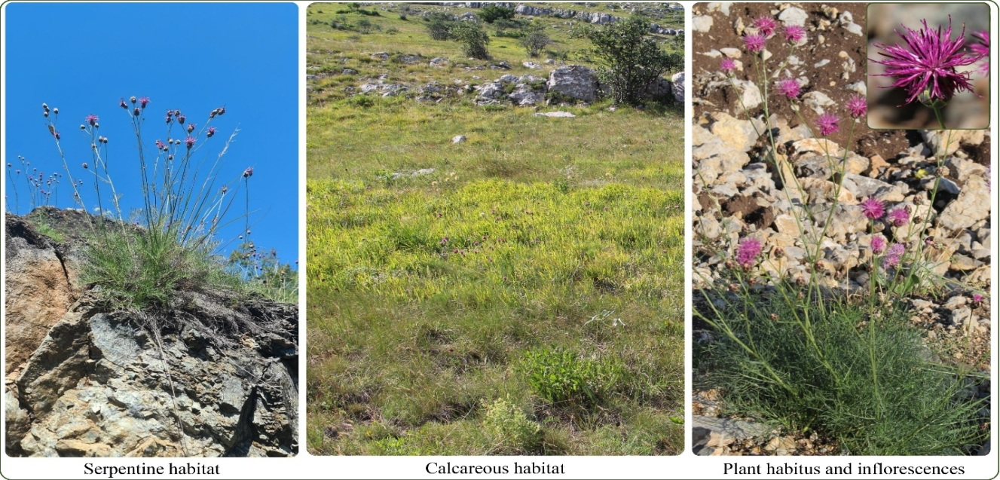 Serpentine habitat
Calcareous habitat
Plant habitus and inflorescences